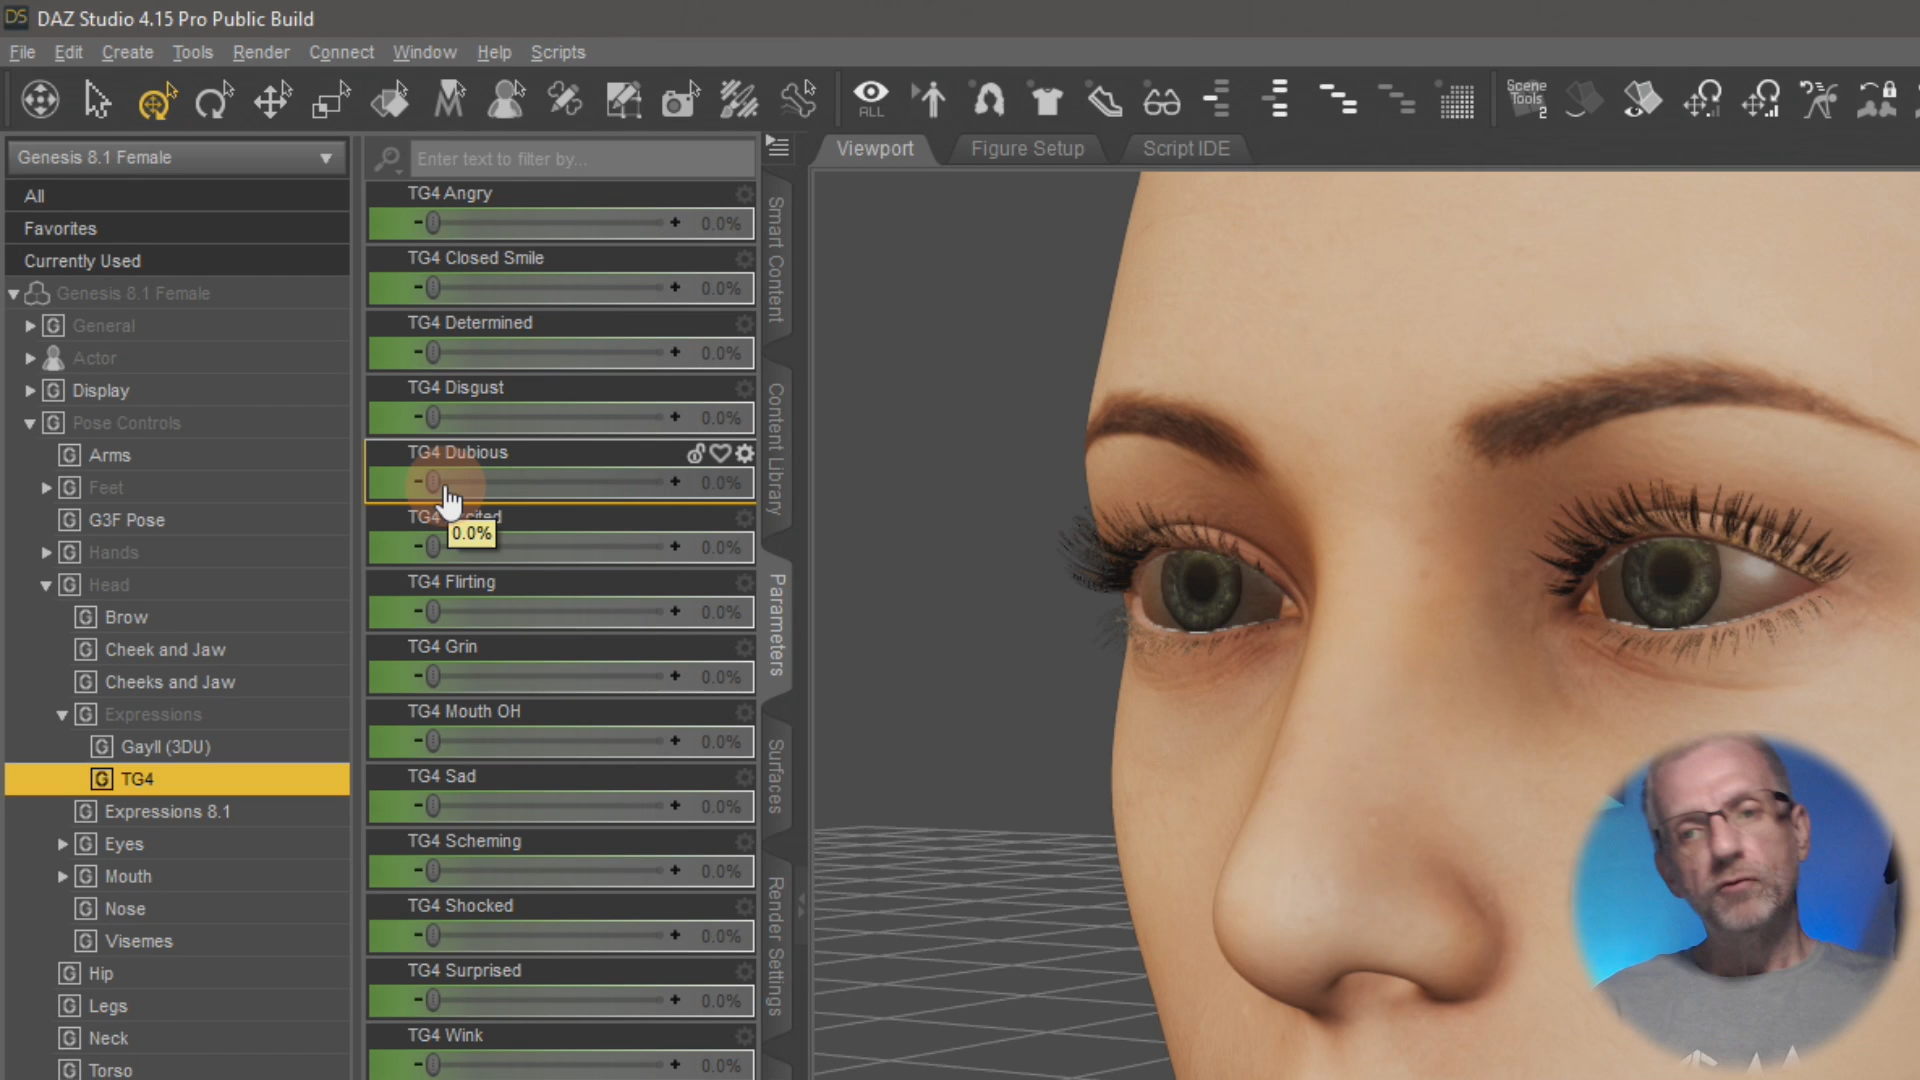 DS DAZ Studio 4.15 Pro Public Build
File Edit Create Tools Render Connect Window Help Scripts
ALL
Scene
Tools
2
Genesis 8.1 Female
All
Favorites
Currently Used
Genesis 8.1 Female
General
Actor
Display
Pose Controls
Arms
Feet
G3F Pose
Hands
Head
Brow
Cheek and Jaw
Cheeks and Jaw
Expressions
Gayll (3DU)
TG4
Expressions 8.1
Eyes
Mouth
Nose
Visemes
Hip
Legs
Neck
Torso
Enter text to filter by...
TG4 Angry
0.0%
TG4 Closed Smile
0.0%
TG4 Determined
0.0%
TG4 Disgust
0.0%
TG4 Dubious
0.0%
TG4
0.0%
0.0%
TG4 Flirting
0.0%
TG4 Grin
0.0%
TG4 Mouth OH
0.0%
TG4 Sad
0.0%
TG4 Scheming
0.0%
TG4 Shocked
0.0%
TG4 Surprised
0.0%
TG4 Wink
0.0%
Smart Content
Content Library
Parameters
Surfaces
Render Settings
Viewport Figure Setup Script IDE